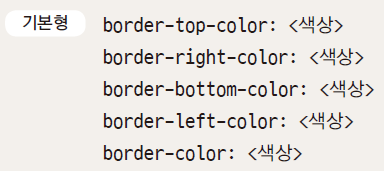 기본형 border-top-color: <색상>
border-right-color: <색상>
border-bottom-color: <색상>
border-left-color: <색상>
border-color: <색상>